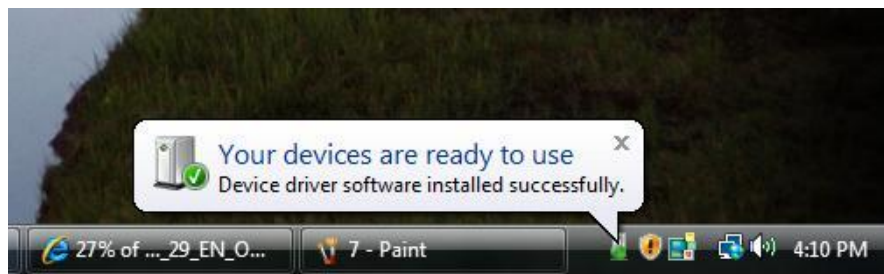 Your devices are ready to use
Device driver software installed successfully.
27% of ..._29_EN_O...
7 - Paint
4:10 PM